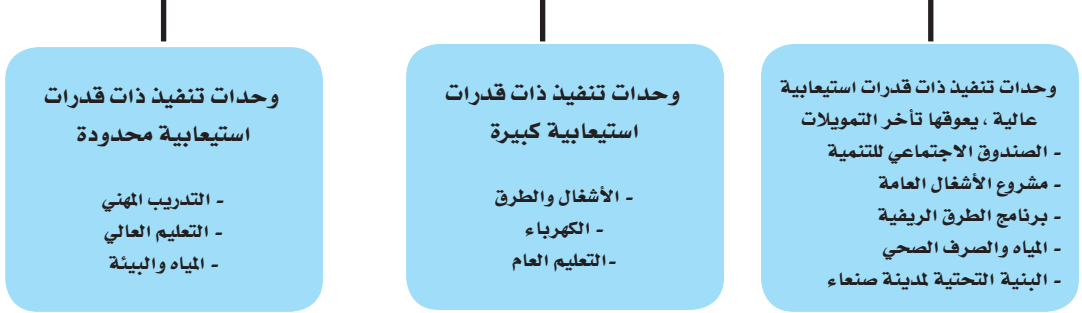 وحدات تنفيذ ذات قدرات استيعابية
عالية ، يعوقها تأخر التمويلات
- الصندوق الاجتماعي للتنمية
- مشروع الأشغال العامة
- برنامج الطرق الريفية
- المياه والصرف الصحي
- البنية التحتية لمدينة صنعاء
وحدات تنفيذ ذات قدرات
استيعابية كبيرة
- الأشغال والطرق
- الكهرباء
-التعليم العام
وحدات تنفيذ ذات قدرات
استيعابية محدودة
- التدريب المهني
- التعليم العالي
- المياه والبيئة